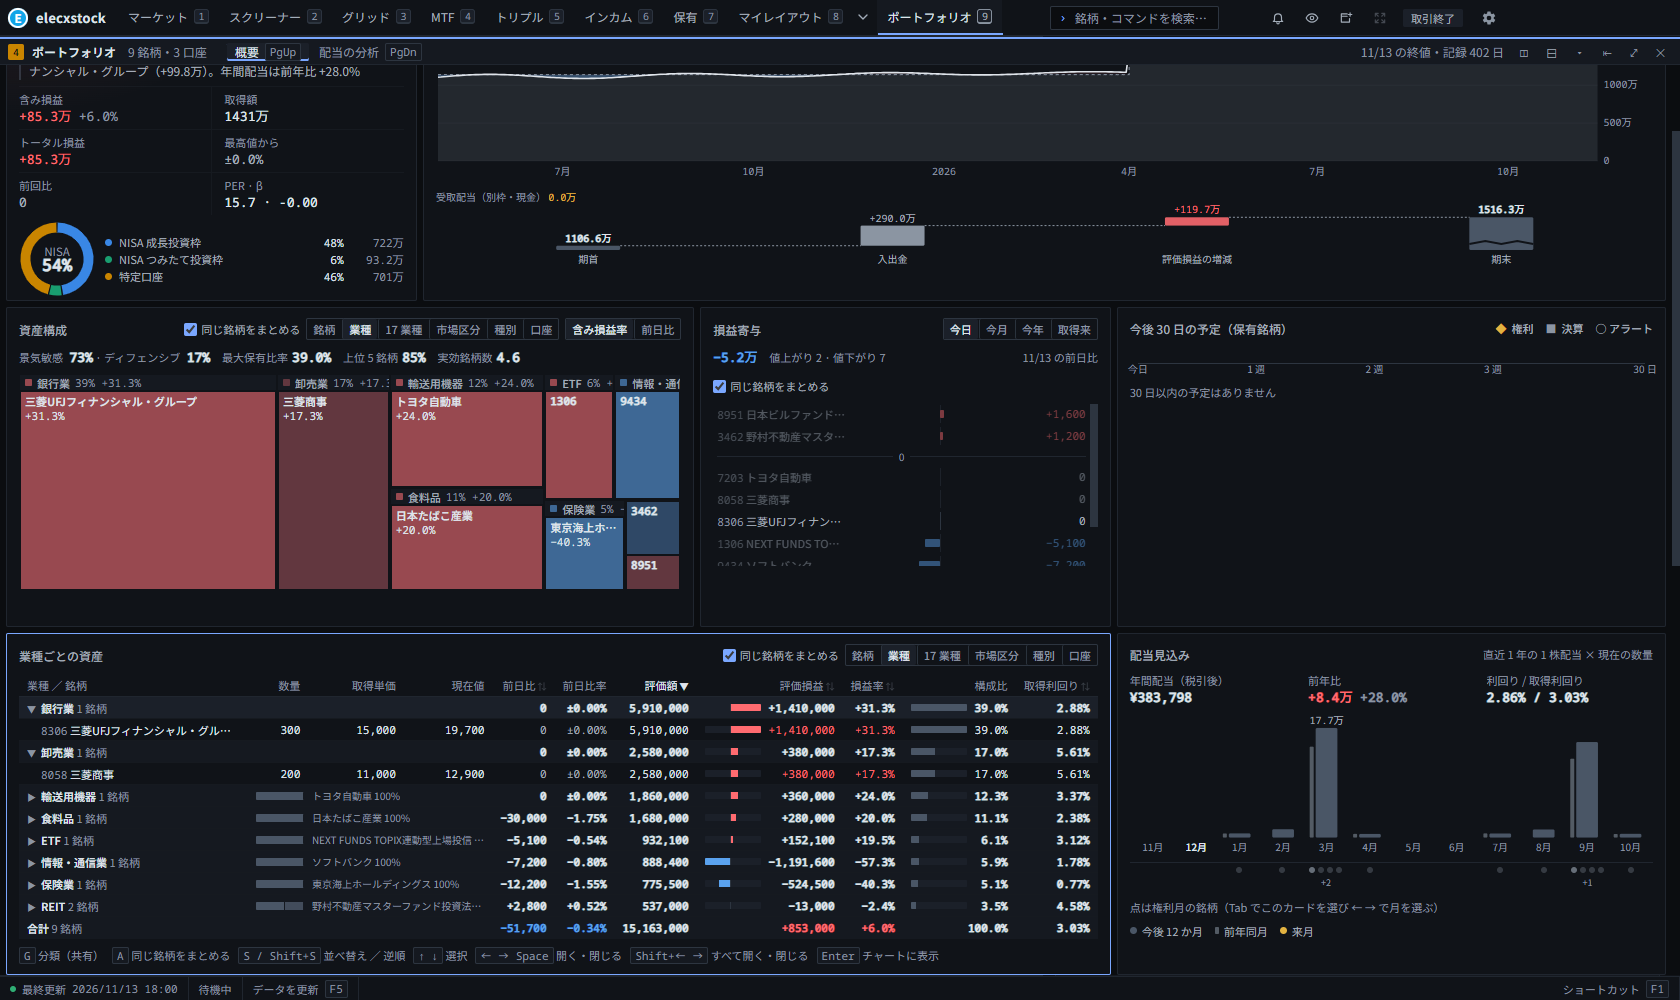 elecxstock マーケット 1 スクリーナー 2 グリッド 3 MTF 4 トリプル 5 インカム 6 保有 7 マイレイアウト 8 ポートフォリオ 9 › 銘柄・コマンドを検索… 取引終了
4 ポートフォリオ 9 銘柄・3 口座 概要 PgUp 配当の分析 PgDn 11/13 の終値・記録 402 日
ナンシャル・グループ（+99.8万）。年間配当は前年比 +28.0%
含み損益 取得額
+85.3万 +6.0% 1431万
トータル損益 最高値から
+85.3万 ±0.0%
前回比 PER · β
0 15.7 · -0.00
NISA 54%
NISA 成長投資枠 48% 722万
NISA つみたて投資枠 6% 93.2万
特定口座 46% 701万
1000万
500万
0
7月 10月 2026 4月 7月 10月
受取配当（別枠・現金） 0.0万
1106.6万 +290.0万 +119.7万 1516.3万
期首 入出金 評価損益の増減 期末
資産構成 同じ銘柄をまとめる 銘柄 業種 17 業種 市場区分 種別 口座 含み損益率 前日比
景気敏感 73% · ディフェンシブ 17% 最大保有比率 39.0% 上位 5 銘柄 85% 実効銘柄数 4.6
銀行業 39% +31.3% 卸売業 17% +17.3 輸送用機器 12% +24.0% ETF 6% + 情報・通信
三菱UFJフィナンシャル・グループ
+31.3%
三菱商事
+17.3%
トヨタ自動車
+24.0%
1306
9434
食料品 11% +20.0%
日本たばこ産業
+20.0%
保険業 5% -
東京海上ホ…
−40.3%
3462
8951
損益寄与 今日 今月 今年 取得来
−5.2万 値上がり 2・値下がり 7 11/13 の前日比
同じ銘柄をまとめる
8951 日本ビルファンド… +1,600
3462 野村不動産マスタ… +1,200
0
7203 トヨタ自動車 0
8058 三菱商事 0
8306 三菱UFJフィナン… 0
1306 NEXT FUNDS TO… −5,100
9434 ソフトバンク −7,200
今後 30 日の予定（保有銘柄） 権利 決算 アラート
今日 1 週 2 週 3 週 30 日
30 日以内の予定はありません
業種ごとの資産 同じ銘柄をまとめる 銘柄 業種 17 業種 市場区分 種別 口座
業種 ／ 銘柄 数量 取得単価 現在値 前日比 前日比率 評価額▼ 評価損益 損益率 構成比 取得利回り
▼ 銀行業 1 銘柄 0 ±0.00% 5,910,000 +1,410,000 +31.3% 39.0% 2.88%
8306 三菱UFJフィナンシャル・グル… 300 15,000 19,700 0 ±0.00% 5,910,000 +1,410,000 +31.3% 39.0% 2.88%
▼ 卸売業 1 銘柄 0 ±0.00% 2,580,000 +380,000 +17.3% 17.0% 5.61%
8058 三菱商事 200 11,000 12,900 0 ±0.00% 2,580,000 +380,000 +17.3% 17.0% 5.61%
▶ 輸送用機器 1 銘柄 トヨタ自動車 100% 0 ±0.00% 1,860,000 +360,000 +24.0% 12.3% 3.37%
▶ 食料品 1 銘柄 日本たばこ産業 100% −30,000 −1.75% 1,680,000 +280,000 +20.0% 11.1% 2.38%
▶ ETF 1 銘柄 NEXT FUNDS TOPIX連動型上場投信 … −5,100 −0.54% 932,100 +152,100 +19.5% 6.1% 3.12%
▶ 情報・通信業 1 銘柄 ソフトバンク 100% −7,200 −0.80% 888,400 −1,191,600 −57.3% 5.9% 1.78%
▶ 保険業 1 銘柄 東京海上ホールディングス 100% −12,200 −1.55% 775,500 −524,500 −40.3% 5.1% 0.77%
▶ REIT 2 銘柄 野村不動産マスターファンド投資法… +2,800 +0.52% 537,000 −13,000 −2.4% 3.5% 4.58%
合計 9 銘柄 −51,700 −0.34% 15,163,000 +853,000 +6.0% 100.0% 3.03%
G 分類（共有） A 同じ銘柄をまとめる S / Shift+S 並べ替え ／ 逆順 ↑ ↓ 選択 ← → Space 開く・閉じる Shift+← → すべて開く・閉じる Enter チャートに表示
配当見込み 直近 1 年の 1 株配当 × 現在の数量
年間配当（税引後） 前年比 利回り / 取得利回り
¥383,798 +8.4万 +28.0% 2.86% / 3.03%
17.7万
11月 12月 1月 2月 3月 4月 5月 6月 7月 8月 9月 10月
+2 +1
点は権利月の銘柄（Tab でこのカードを選び ← → で月を選ぶ）
今後 12 か月 前年同月 来月
最終更新 2026/11/13 18:00 待機中 データを更新 F5 ショートカット F1